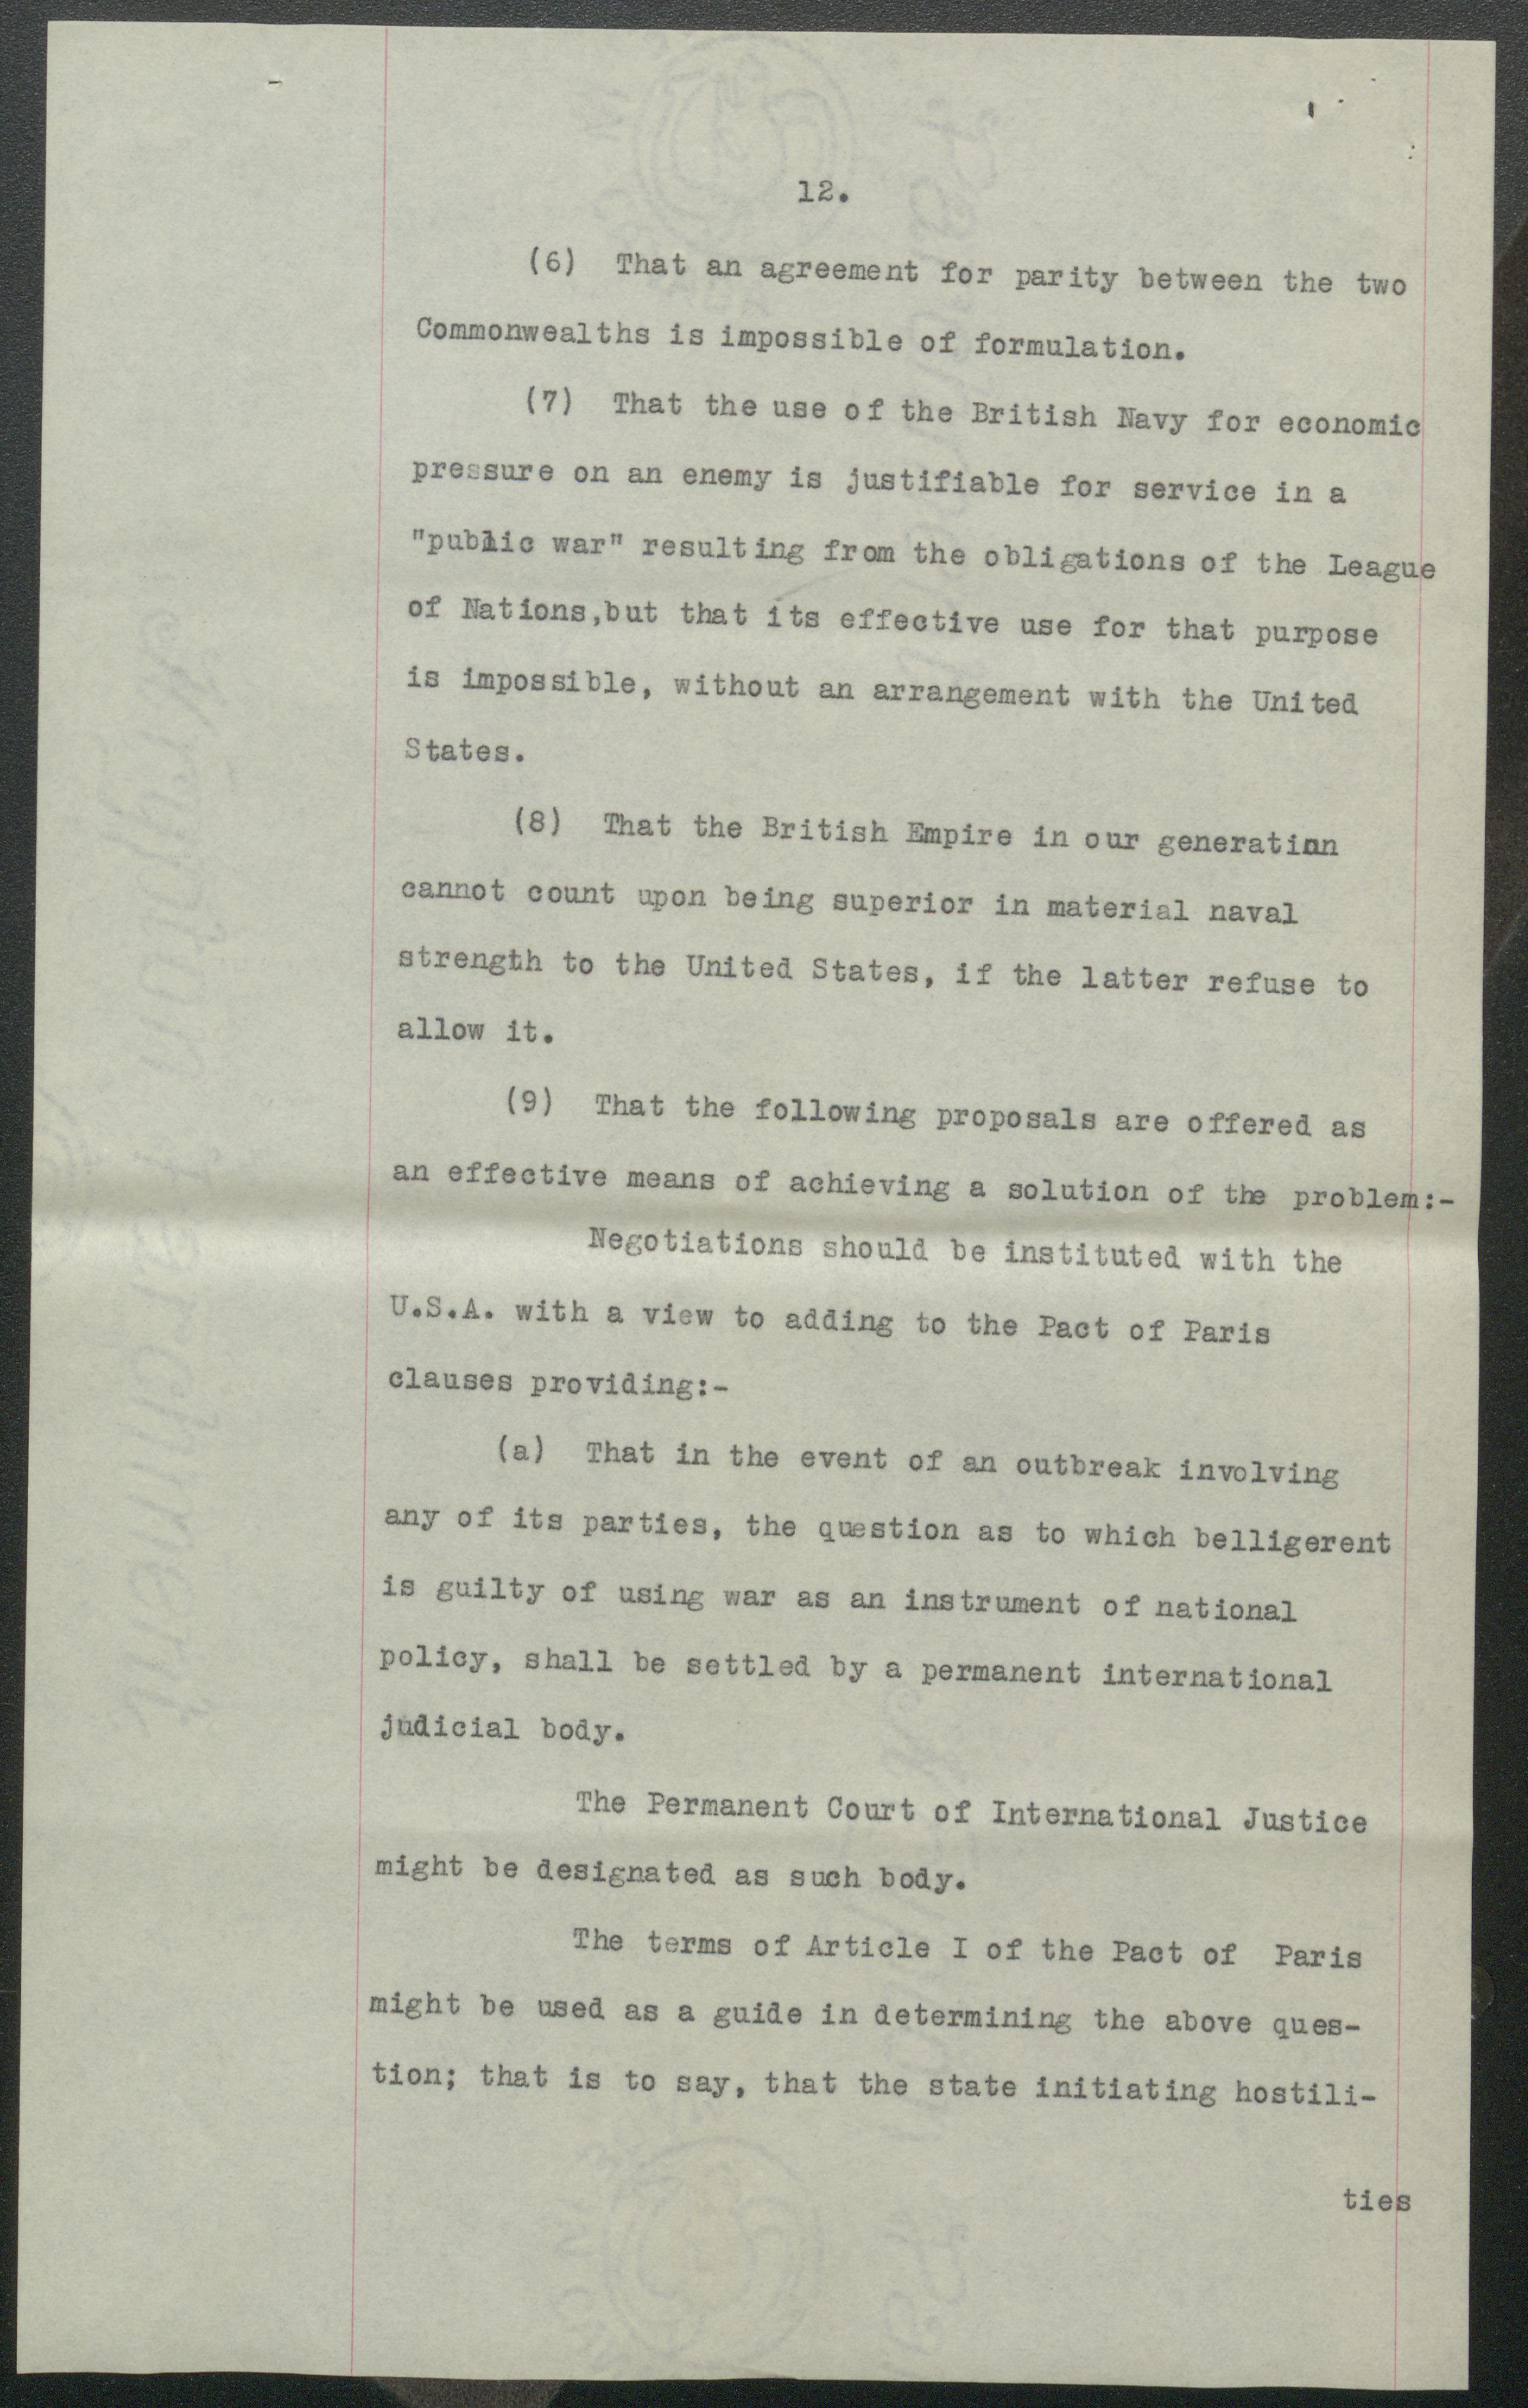 12.
(6) That an agreement for parity between the two
Commonwealths is impossible of formulation.
(7) That the use of the British Navy for economic
pressure on an enemy is justifiable for service in a
"public war" resulting from the obligations of the League
of Nations,but that its effective use for that purpose
is impossible, without an arrangement with the United
States.
(8) That the British Empire in our generation
cannot count upon being superior in material naval
strength to the United States, if the latter refuse to
allow it.
(9) That the following proposals are offered as
an effective means of achieving a solution of the problem:-
Negotiations should be instituted with the
U.S.A. with a view to adding to the Pact of Paris
clauses providing:-
(a) That in the event of an outbreak involving
any of its parties, the question as to which belligerent
is guilty of using war as an instrument of national
policy, shall be settled by a permanent international
judicial body.
The Permanent Court of International Justice
might be designated as such body.
The terms of Article I of the Pact of Paris
might be used as a guide in determining the above ques-
tion; that is to say, that the state initiating hostili-
ties